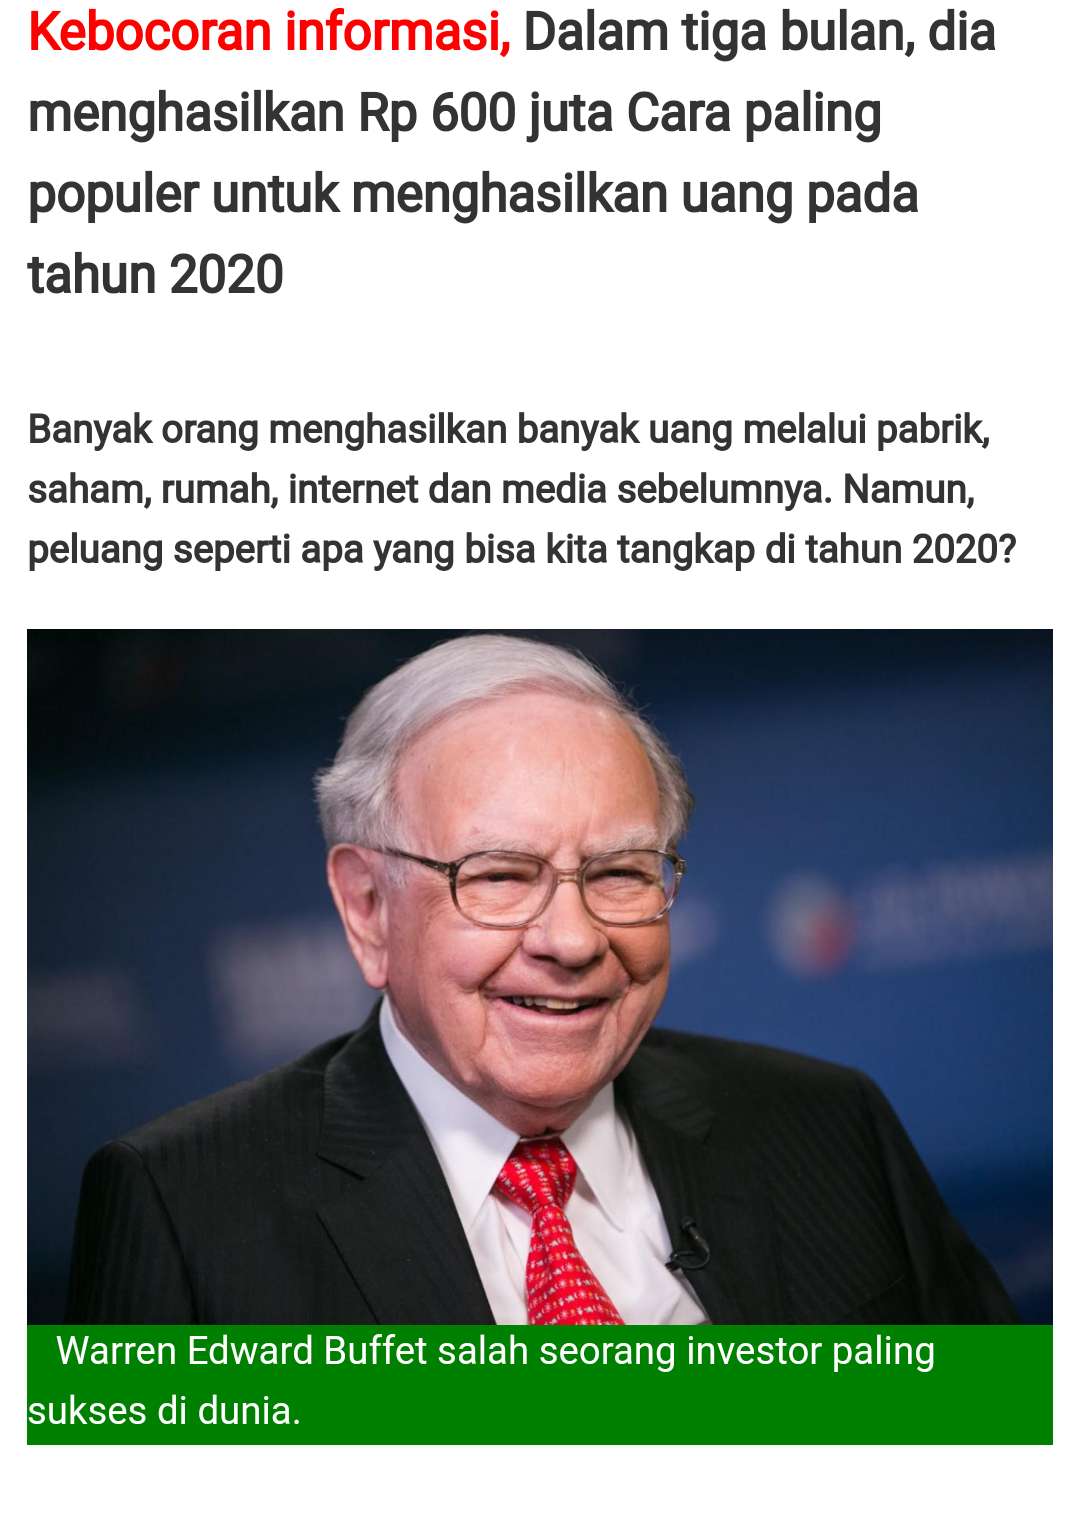 Kebocoran informasi, Dalam tiga bulan, dia
menghasilkan Rp 600 juta Cara paling
populer untuk menghasilkan uang pada
tahun 2020
Banyak orang menghasilkan banyak uang melalui pabrik,
saham, rumah, internet dan media sebelumnya. Namun,
peluang seperti apa yang bisa kita tangkap di tahun 2020?
Warren Edward Buffet salah seorang investor paling
sukses di dunia.